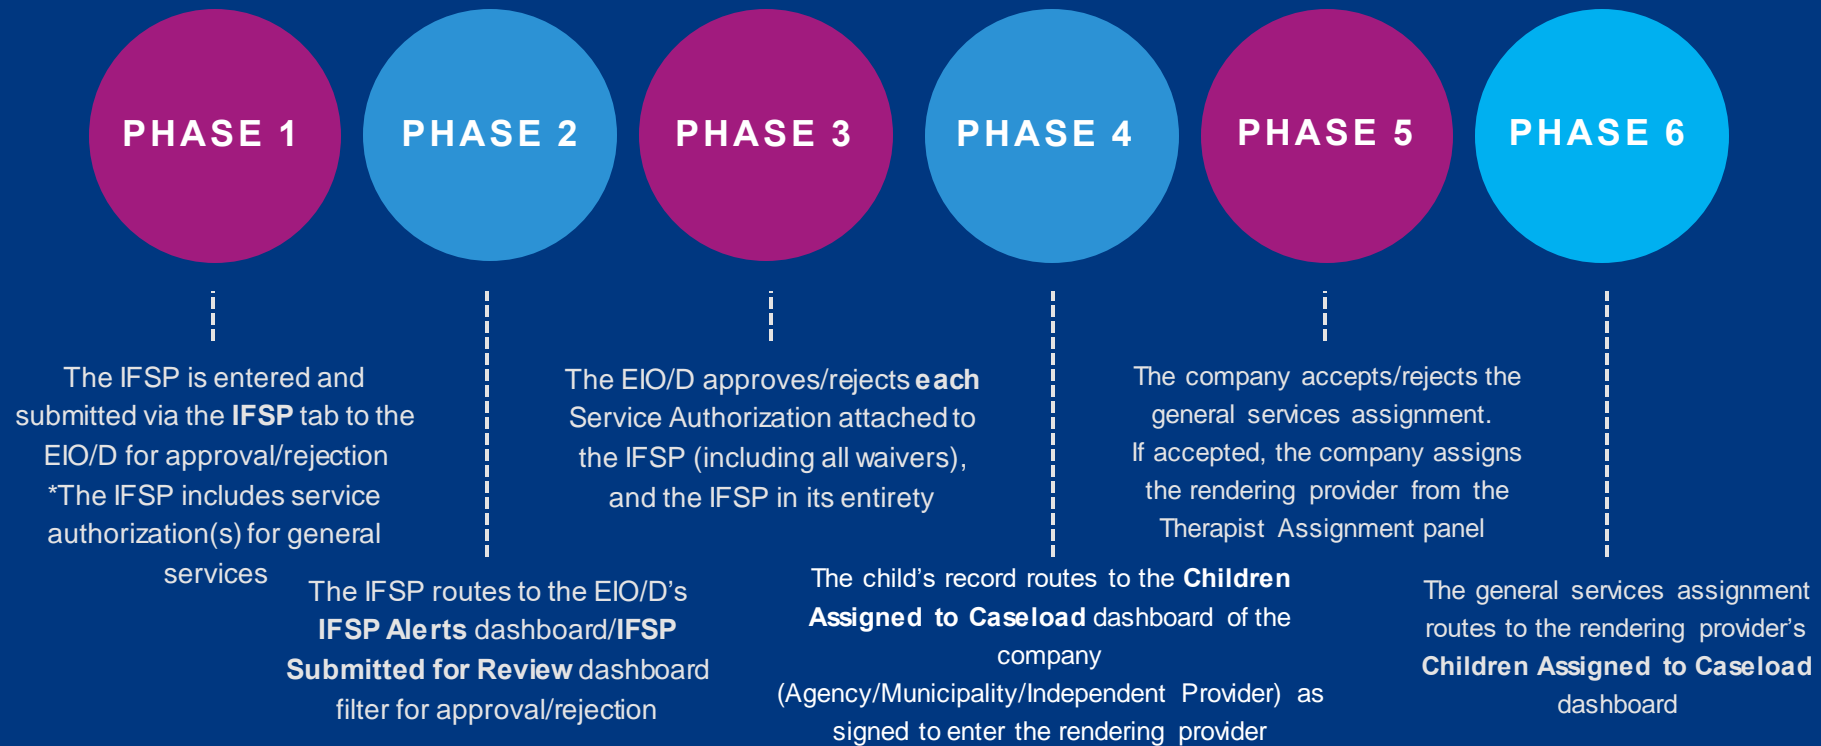 PHASE 1
PHASE 2
PHASE 3
PHASE 4
PHASE 5
PHASE 6
The IFSP is entered and
submitted via the IFSP tab to the
EIO/D for approval/rejection
*The IFSP includes service
authorization(s) for general
services
The IFSP routes to the EIO/D's
IFSP Alerts dashboard/IFSP
Submitted for Review dashboard
filter for approval/rejection
The EIO/D approves/rejects each
Service Authorization attached to
the IFSP (including all waivers),
and the IFSP in its entirety
The child's record routes to the Children
Assigned to Caseload dashboard of the
company
(Agency/Municipality/Independent Provider) as
signed to enter the rendering provider
The company accepts/rejects the
general services assignment.
If accepted, the company assigns
the rendering provider from the
Therapist Assignment panel
The general services assignment
routes to the rendering provider's
Children Assigned to Caseload
dashboard